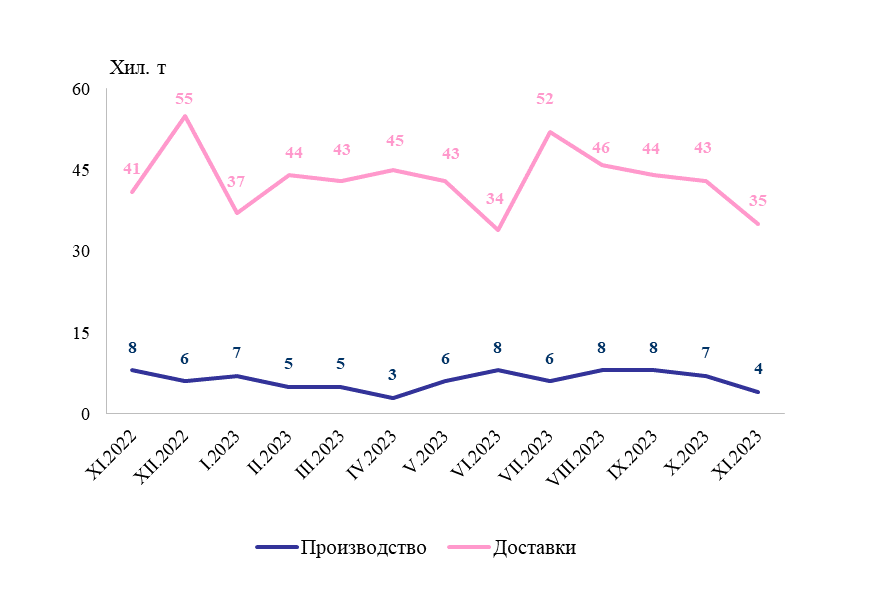 Хил. т
60
45
30
15
0
41 55 37 44 43 45 43 34 52 46 44 43 35
8 6 7 5 5 3 6 8 6 8 8 7 4
XI.2022 XII.2022 I.2023 II.2023 III.2023 IV.2023 V.2023 VI.2023 VII.2023 VIII.2023 IX.2023 X.2023 XI.2023
Производство Доставки